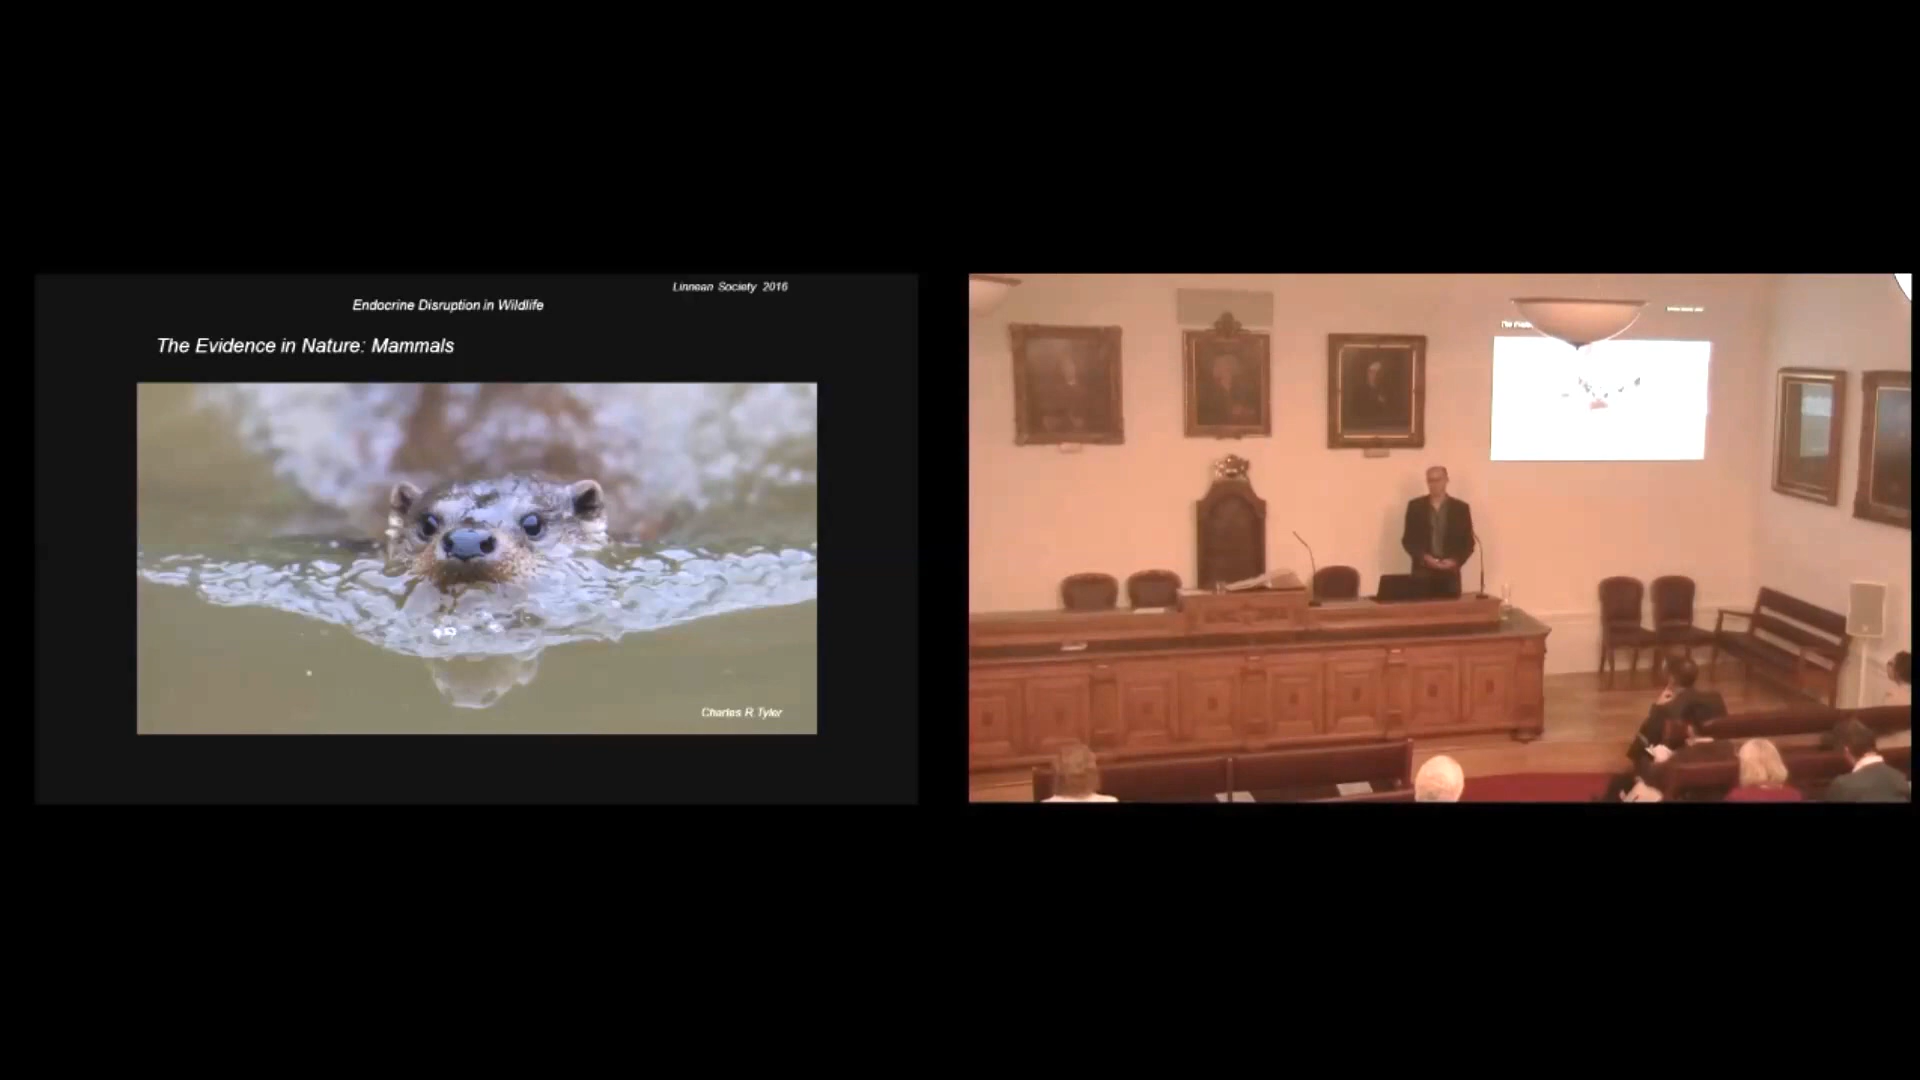 Linnean Society 2016
Endocrine Disruption in Wildlife
The Evidence in Nature: Mammals
Charles R Tyler